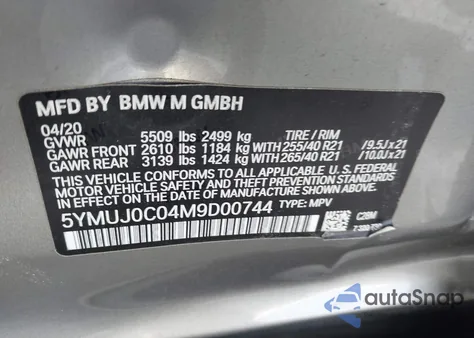 MFD BY BMW M GMBH
04/20
GVWR 5509 lbs 2499 kg TIRE / RIM
GAWR FRONT 2610 lbs 1184 kg WITH 255/40 R21 / 9.5J x 21
GAWR REAR 3139 lbs 1424 kg WITH 265/40 R21 / 10.0J x 21
THIS VEHICLE CONFORMS TO ALL APPLICABLE U. S. FEDERAL
MOTOR VEHICLE SAFETY AND THEFT PREVENTION STANDARDS
IN EFFECT ON THE DATE OF MANUFACTURE SHOWN ABOVE.
5YMUJ0C04M9D00744 TYPE: MPV
C2BM
autoSnap